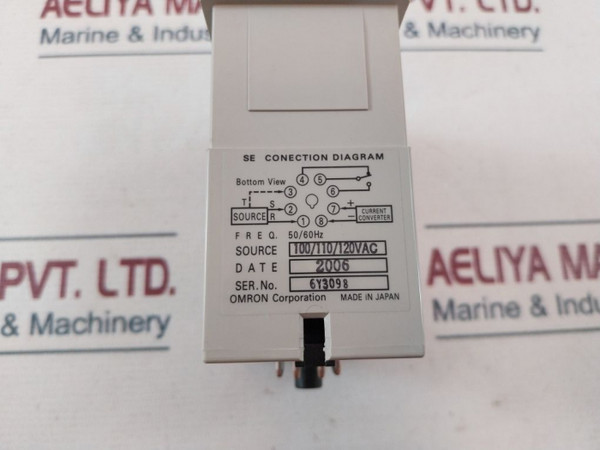 AELIYA MA
PVT. LTD.
Marine & Indus
& Machinery
SE CONECTION DIAGRAM
4 5
Bottom View 3 6
T S 2 7 +
SOURCE R 1 8 − CURRENT CONVERTER
FREQ. 50/60Hz
SOURCE 100/110/120VAC
DATE 2006
SER. No. 6Y3098
OMRON Corporation MADE IN JAPAN
PVT. LTD.
& Machinery
AELIYA MA
Marine & Indu